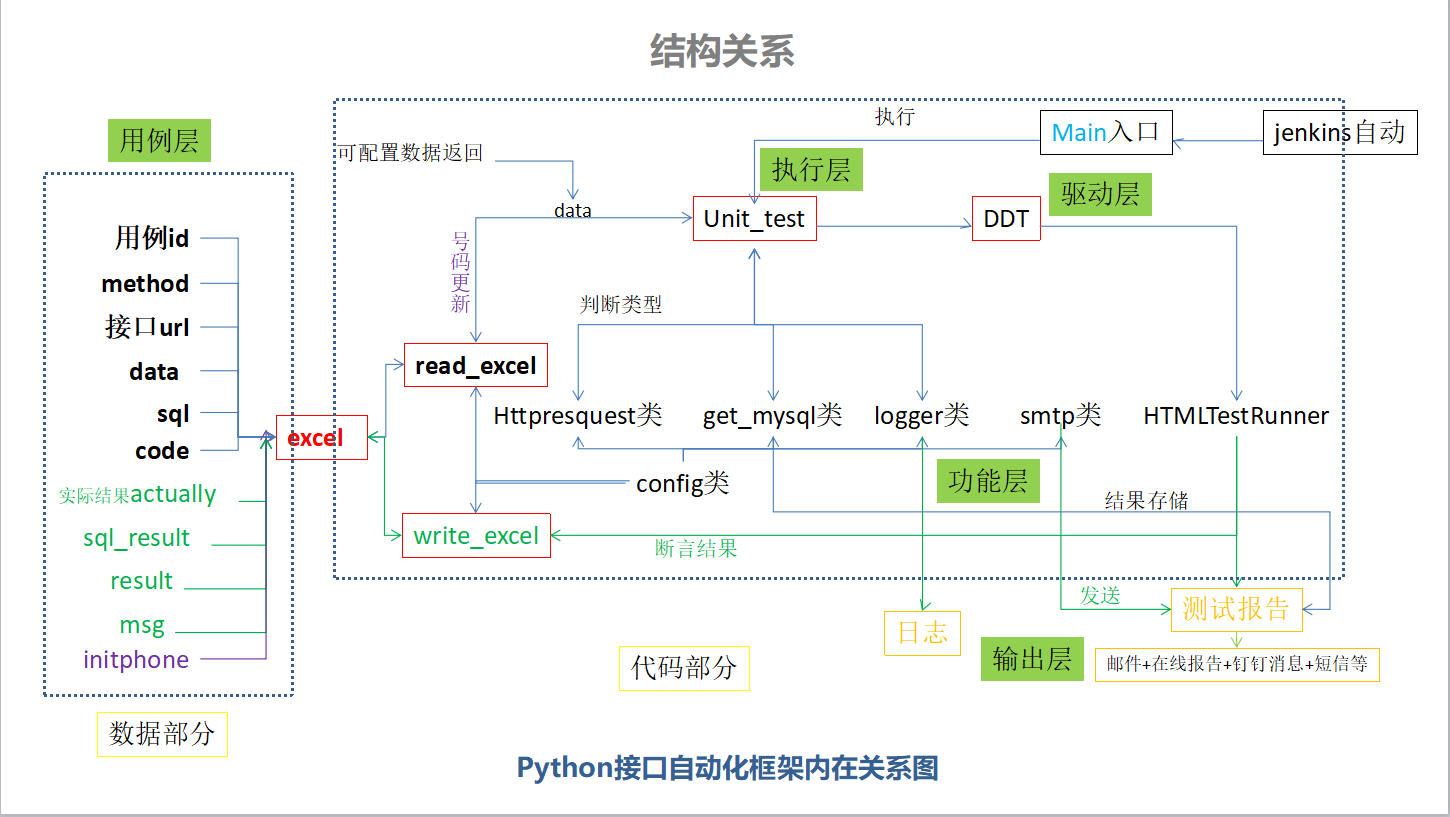 结构关系
用例层
用例id
method
接口url
data
sql
code
实际结果actually
sql_result
result
msg
initphone
excel
数据部分
执行
Main入口
jenkins自动
可配置数据返回
执行层
驱动层
data
Unit_test
DDT
号码更新
判断类型
read_excel
Httpresquest类
get_mysql类
logger类
smtp类
HTMLTestRunner
config类
功能层
结果存储
write_excel
断言结果
发送
测试报告
日志
输出层
邮件+在线报告+钉钉消息+短信等
代码部分
Python接口自动化框架内在关系图